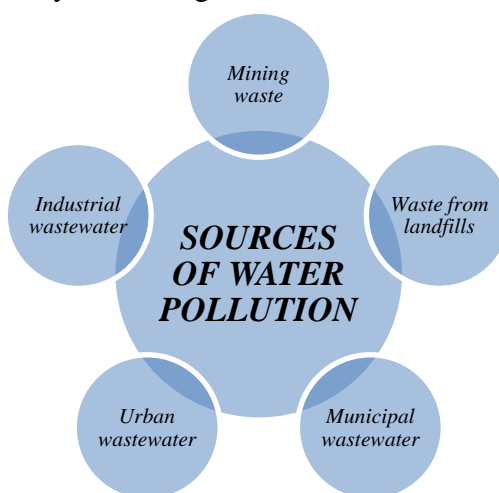 Mining
waste
Industrial
wastewater
Waste from
landfills
SOURCES
OF WATER
POLLUTION
Urban
wastewater
Municipal
wastewater